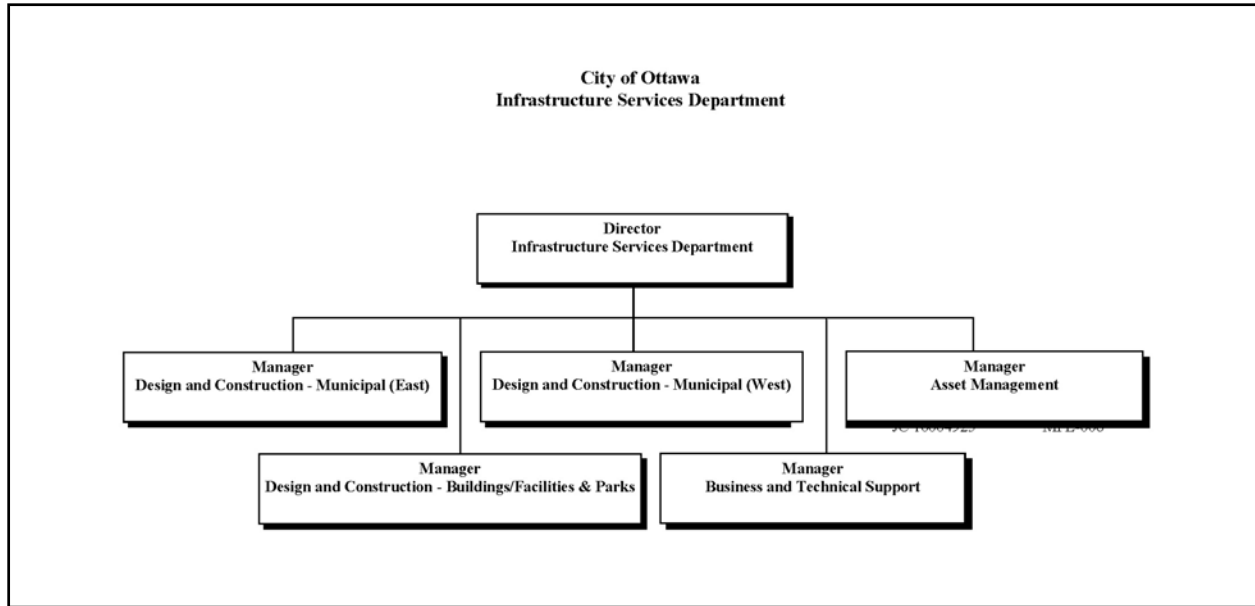 City of Ottawa
Infrastructure Services Department
Director
Infrastructure Services Department
Manager
Design and Construction - Municipal (East)
Manager
Design and Construction - Municipal (West)
Manager
Asset Management
Manager
Design and Construction - Buildings/Facilities & Parks
Manager
Business and Technical Support